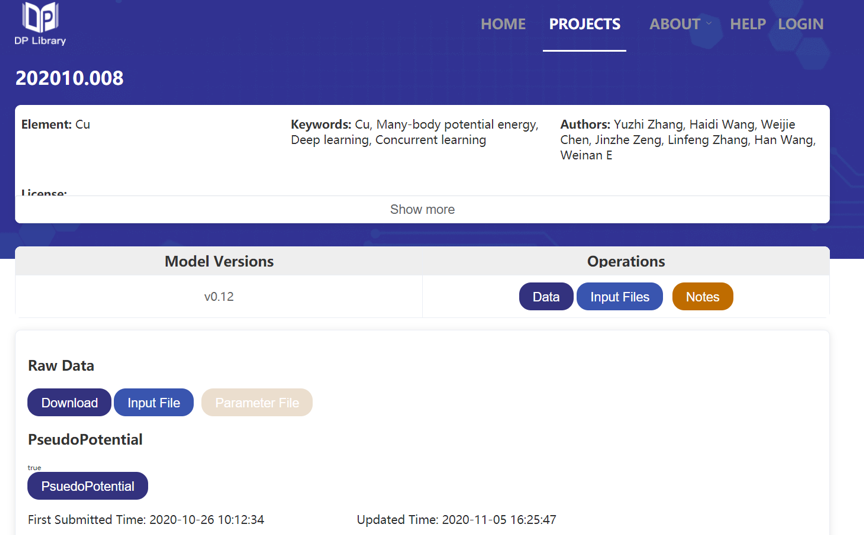 DP
DP Library
HOME PROJECTS ABOUT HELP LOGIN
202010.008
Element: Cu
Keywords: Cu, Many-body potential energy,
Deep learning, Concurrent learning
Authors: Yuzhi Zhang, Haidi Wang, Weijie
Chen, Jinzhe Zeng, Linfeng Zhang, Han Wang,
Weinan E
License:
Show more
Model Versions Operations
v0.12 Data Input Files Notes
Raw Data
Download Input File Parameter File
PseudoPotential
true
PsuedoPotential
First Submitted Time: 2020-10-26 10:12:34 Updated Time: 2020-11-05 16:25:47